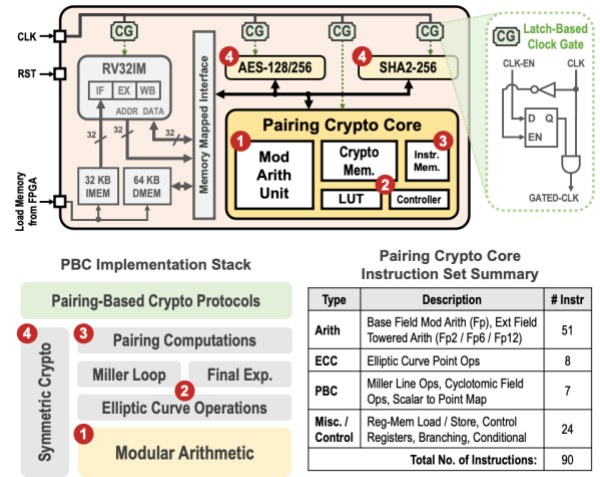 CLK
RST
Load Memory
from FPGA
CG
CG
CG
CG
RV32IM
IF
EX
WB
ADDR
DATA
32
32
32
32 KB
IMEM
64 KB
DMEM
Memory Mapped Interface
4
AES-128/256
4
SHA2-256
Pairing Crypto Core
1
Mod
Arith
Unit
Crypto
Mem.
3
Instr.
Mem.
2
LUT
Controller
CG
Latch-Based
Clock Gate
CLK-EN
CLK
D
Q
EN
GATED-CLK
PBC Implementation Stack
Pairing-Based Crypto Protocols
4
Symmetric Crypto
3
Pairing Computations
Miller Loop
Final Exp.
2
Elliptic Curve Operations
1
Modular Arithmetic
Pairing Crypto Core
Instruction Set Summary
Type Description # Instr
Arith Base Field Mod Arith (Fp), Ext Field
Towered Arith (Fp2 / Fp6 / Fp12) 51
ECC Elliptic Curve Point Ops 8
PBC Miller Line Ops, Cyclotomic Field
Ops, Scalar to Point Map 7
Misc. /
Control Reg-Mem Load / Store, Control
Registers, Branching, Conditional 24
Total No. of Instructions: 90